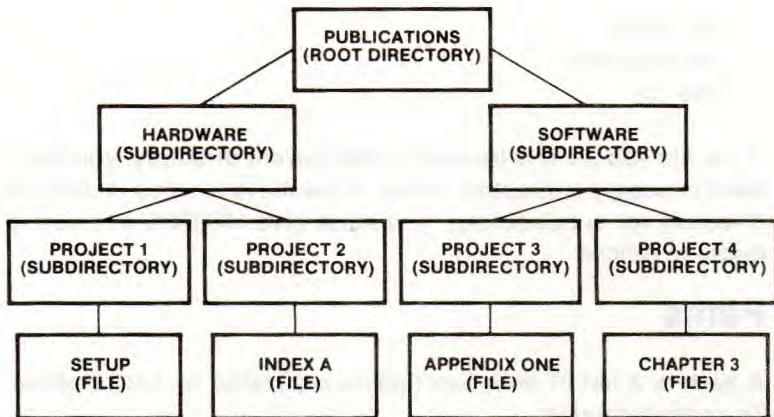 PUBLICATIONS
(ROOT DIRECTORY)
HARDWARE
(SUBDIRECTORY)
SOFTWARE
(SUBDIRECTORY)
PROJECT 1
(SUBDIRECTORY)
PROJECT 2
(SUBDIRECTORY)
PROJECT 3
(SUBDIRECTORY)
PROJECT 4
(SUBDIRECTORY)
SETUP
(FILE)
INDEX A
(FILE)
APPENDIX ONE
(FILE)
CHAPTER 3
(FILE)